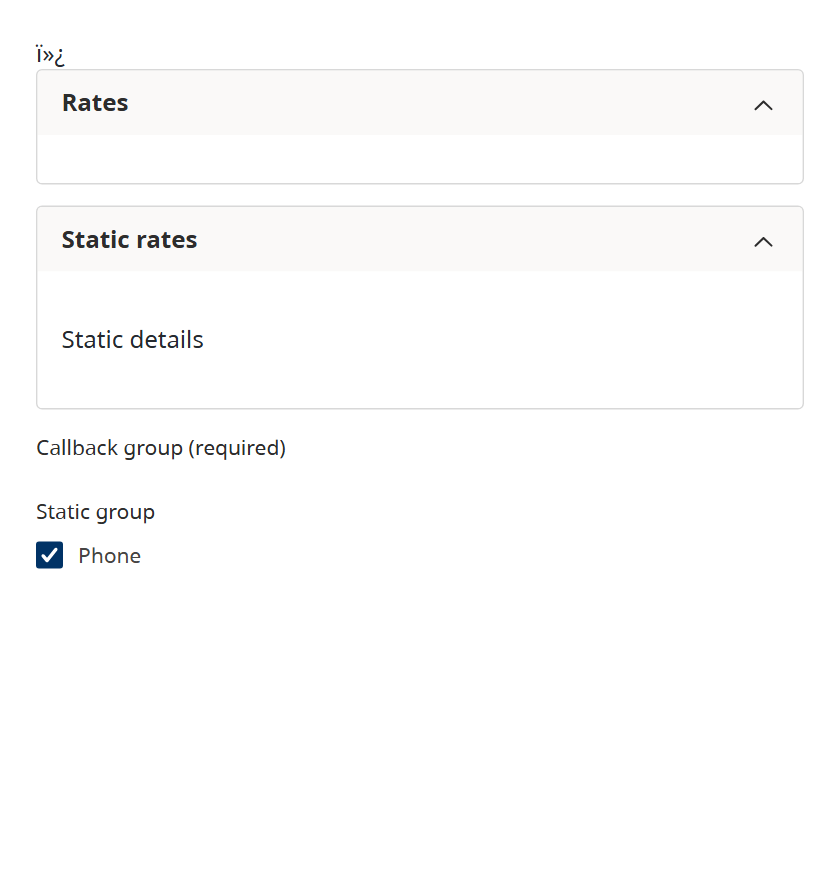 ï»¿
Rates
Static rates
Static details
Callback group (required)
Static group
Phone